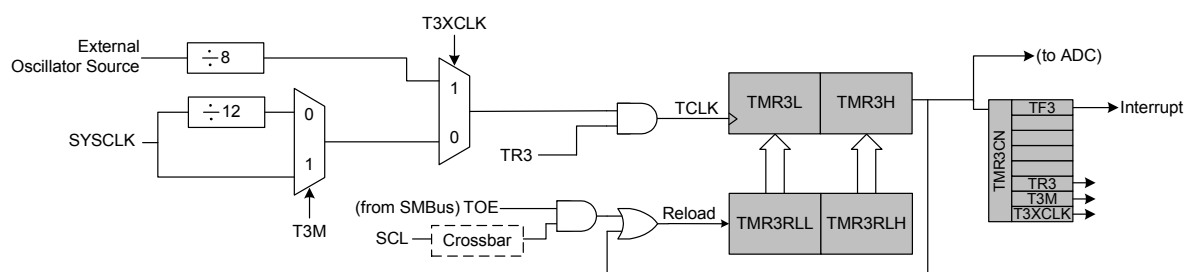 T3XCLK
External
Oscillator Source
÷8
1
0
(to ADC)
÷12
0
1
SYSCLK
TCLK
TMR3L
TMR3H
TR3
TMR3CN
TF3
Interrupt
TR3
T3M
T3XCLK
T3M
(from SMBus) TOE
SCL
Crossbar
Reload
TMR3RLL
TMR3RLH